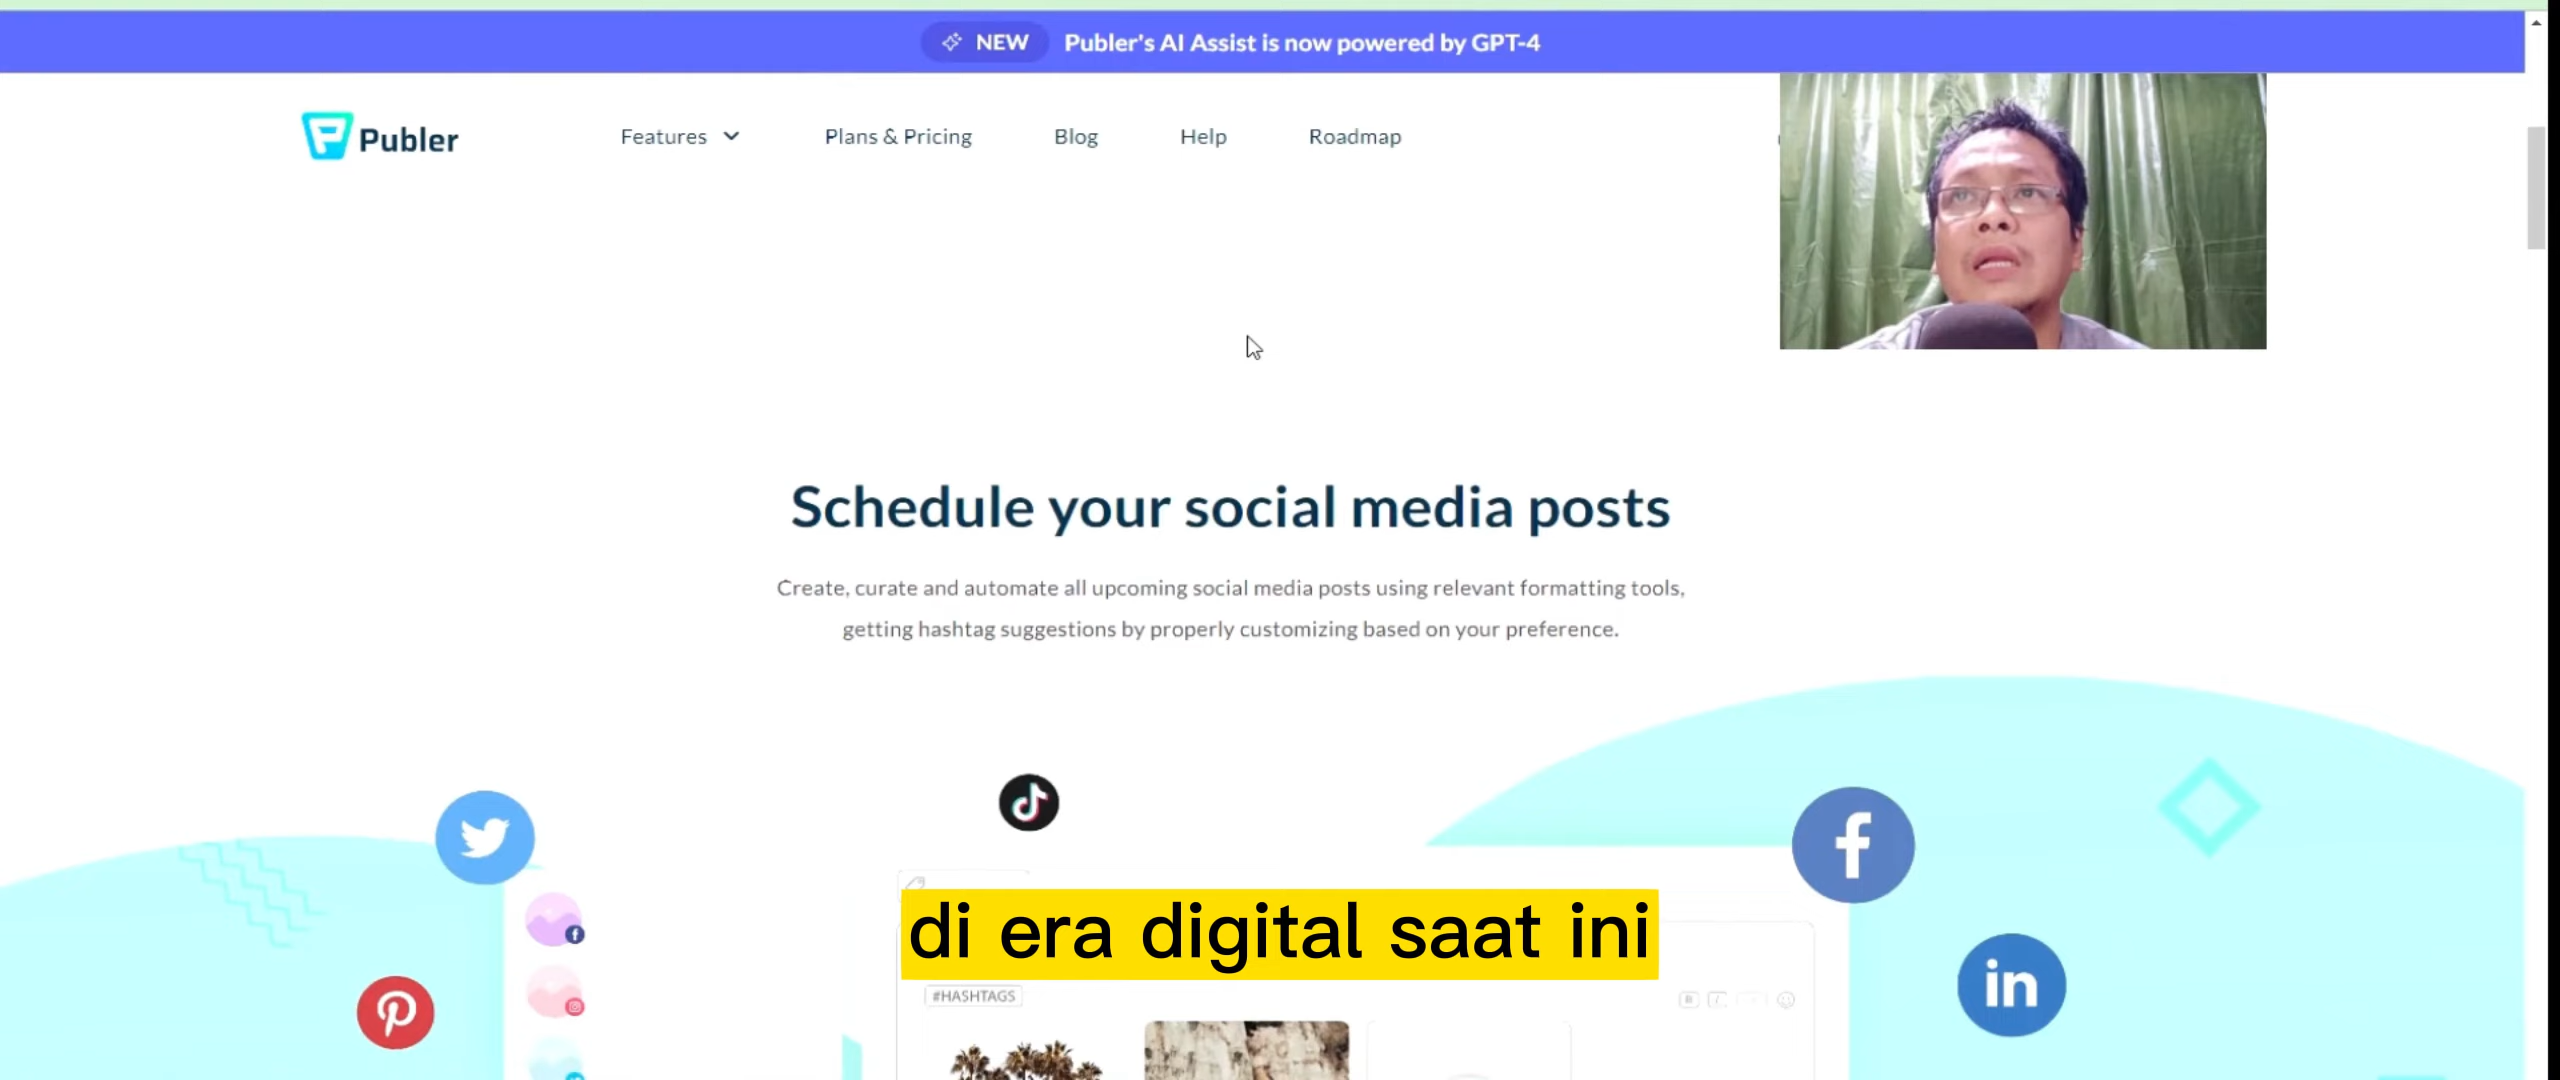 NEW Publer's AI Assist is now powered by GPT-4
Publer Features Plans & Pricing Blog Help Roadmap
Schedule your social media posts
Create, curate and automate all upcoming social media posts using relevant formatting tools,
getting hashtag suggestions by properly customizing based on your preference.
di era digital saat ini
#HASHTAGS